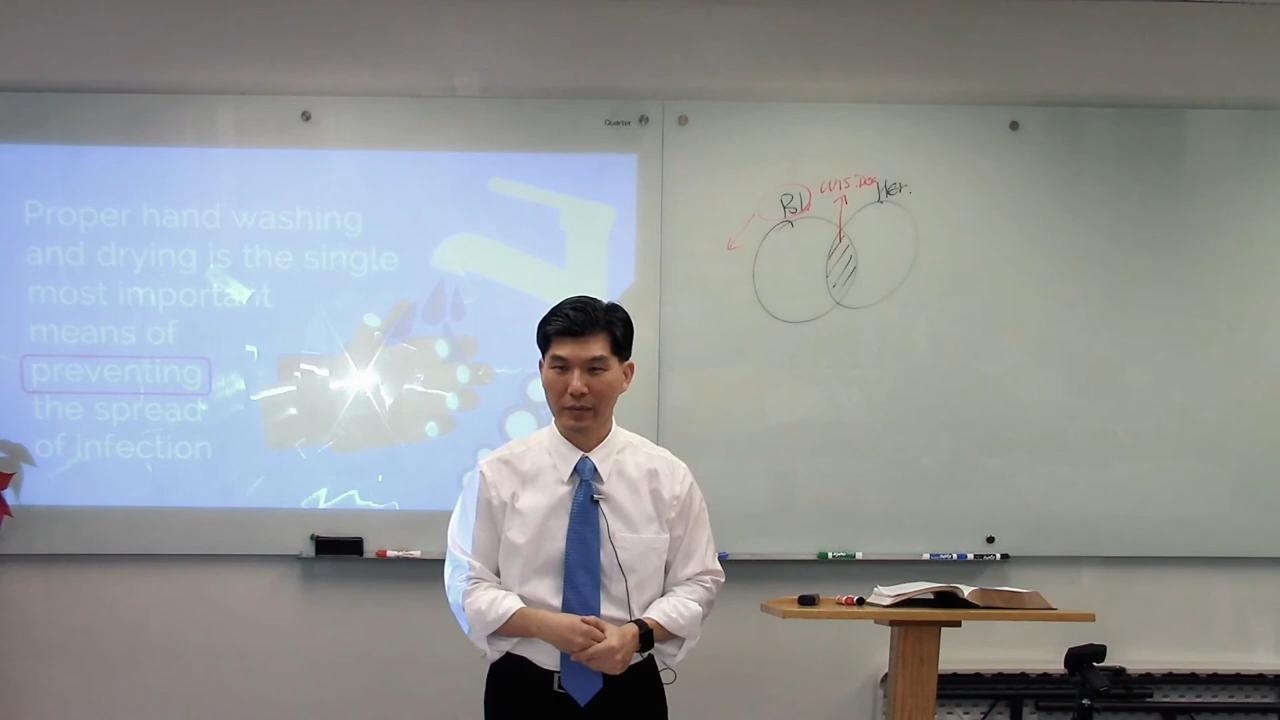 Quartet
Proper hand washing
and drying is the single
most important
means of
preventing
the spread
of infection
Her.